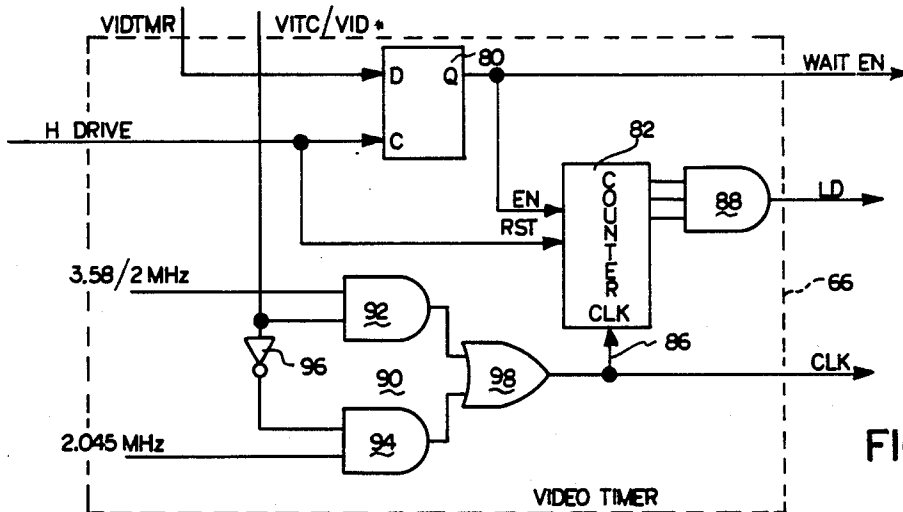 VIDTMR
VITC/VID *
80
D
Q
WAIT EN
H DRIVE
C
82
COUNTER
EN
88
LD
RST
3.58/2 MHz
66
92
CLK
86
96
CLK
90
98
2.045 MHz
94
FIG
VIDEO TIMER